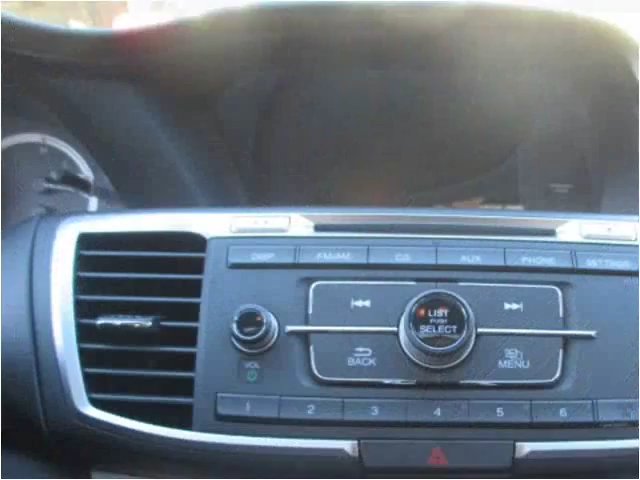 DISP FM/AM CD AUX PHONE SETTINGS
LIST
PUSH
SELECT
VOL
BACK
MENU
1 2 3 4 5 6